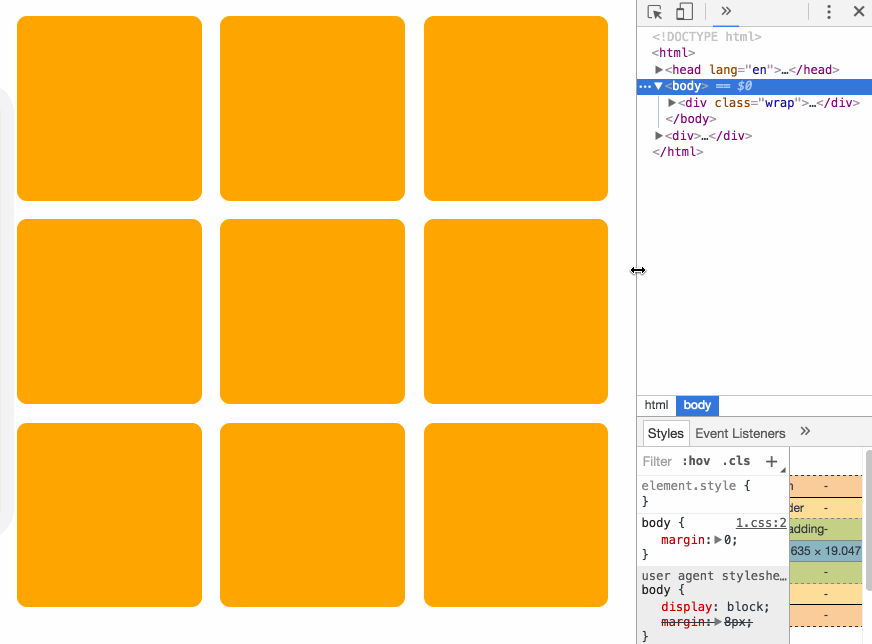 <!DOCTYPE html>
<html>
▶<head lang="en">…</head>
…▼<body> == $0
▶<div class="wrap">…</div>
</body>
▶<div>…</div>
</html>
html body
Styles Event Listeners »
Filter :hov .cls +
element.style {
}
body { 1.css:2
margin:▶0;
}
user agent styleshe…
body {
display: block;
margin:▶8px;
}
-
-
-
635 × 19.047
-
-
-